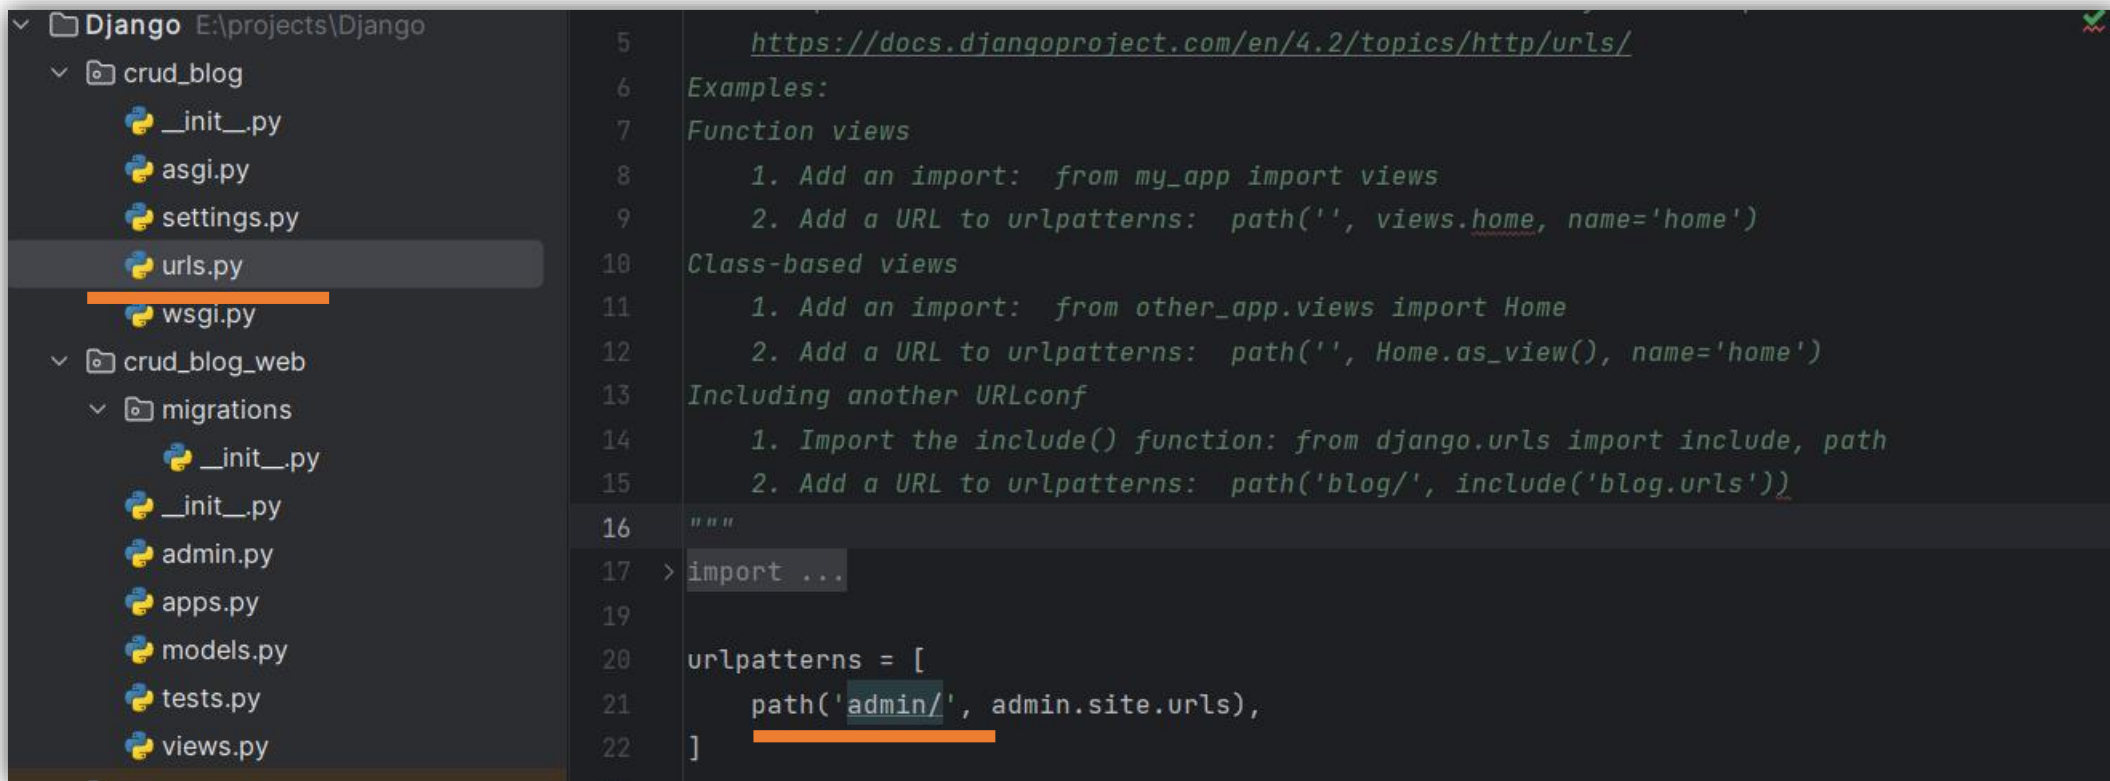 Django E:\projects\Django
crud_blog
__init__.py
asgi.py
settings.py
urls.py
wsgi.py
crud_blog_web
migrations
__init__.py
__init__.py
admin.py
apps.py
models.py
tests.py
views.py
5 https://docs.djangoproject.com/en/4.2/topics/http/urls/
6 Examples:
7 Function views
8 1. Add an import:  from my_app import views
9 2. Add a URL to urlpatterns:  path('', views.home, name='home')
10 Class-based views
11 1. Add an import:  from other_app.views import Home
12 2. Add a URL to urlpatterns:  path('', Home.as_view(), name='home')
13 Including another URLconf
14 1. Import the include() function: from django.urls import include, path
15 2. Add a URL to urlpatterns:  path('blog/', include('blog.urls'))
16 """
17 import ...
19
20 urlpatterns = [
21 path('admin/', admin.site.urls),
22 ]